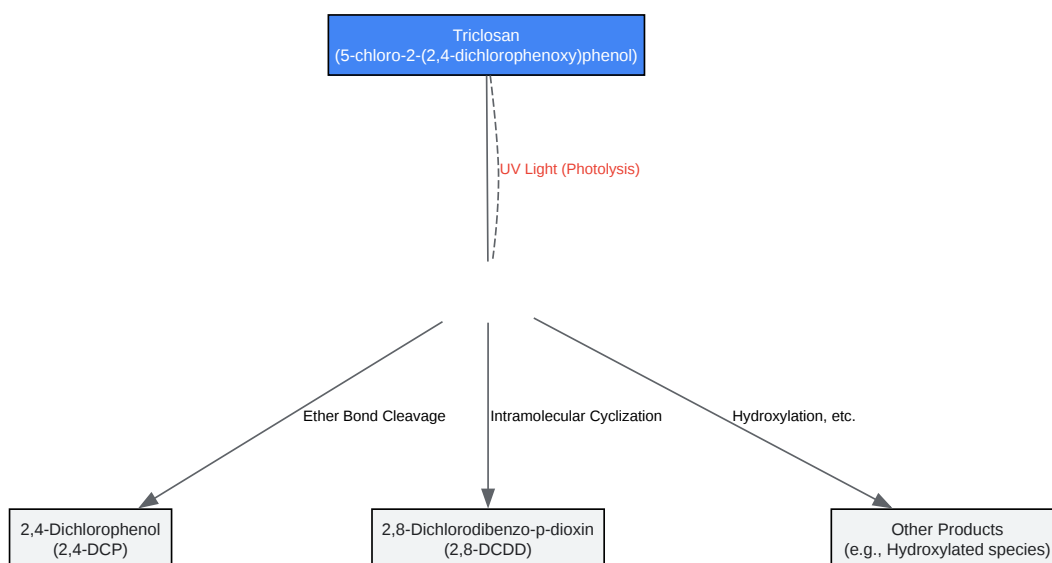 Triclosan
(5-chloro-2-(2,4-dichlorophenoxy)phenol)
UV Light (Photolysis)
Ether Bond Cleavage
Intramolecular Cyclization
Hydroxylation, etc.
2,4-Dichlorophenol
(2,4-DCP)
2,8-Dichlorodibenzo-p-dioxin
(2,8-DCDD)
Other Products
(e.g., Hydroxylated species)